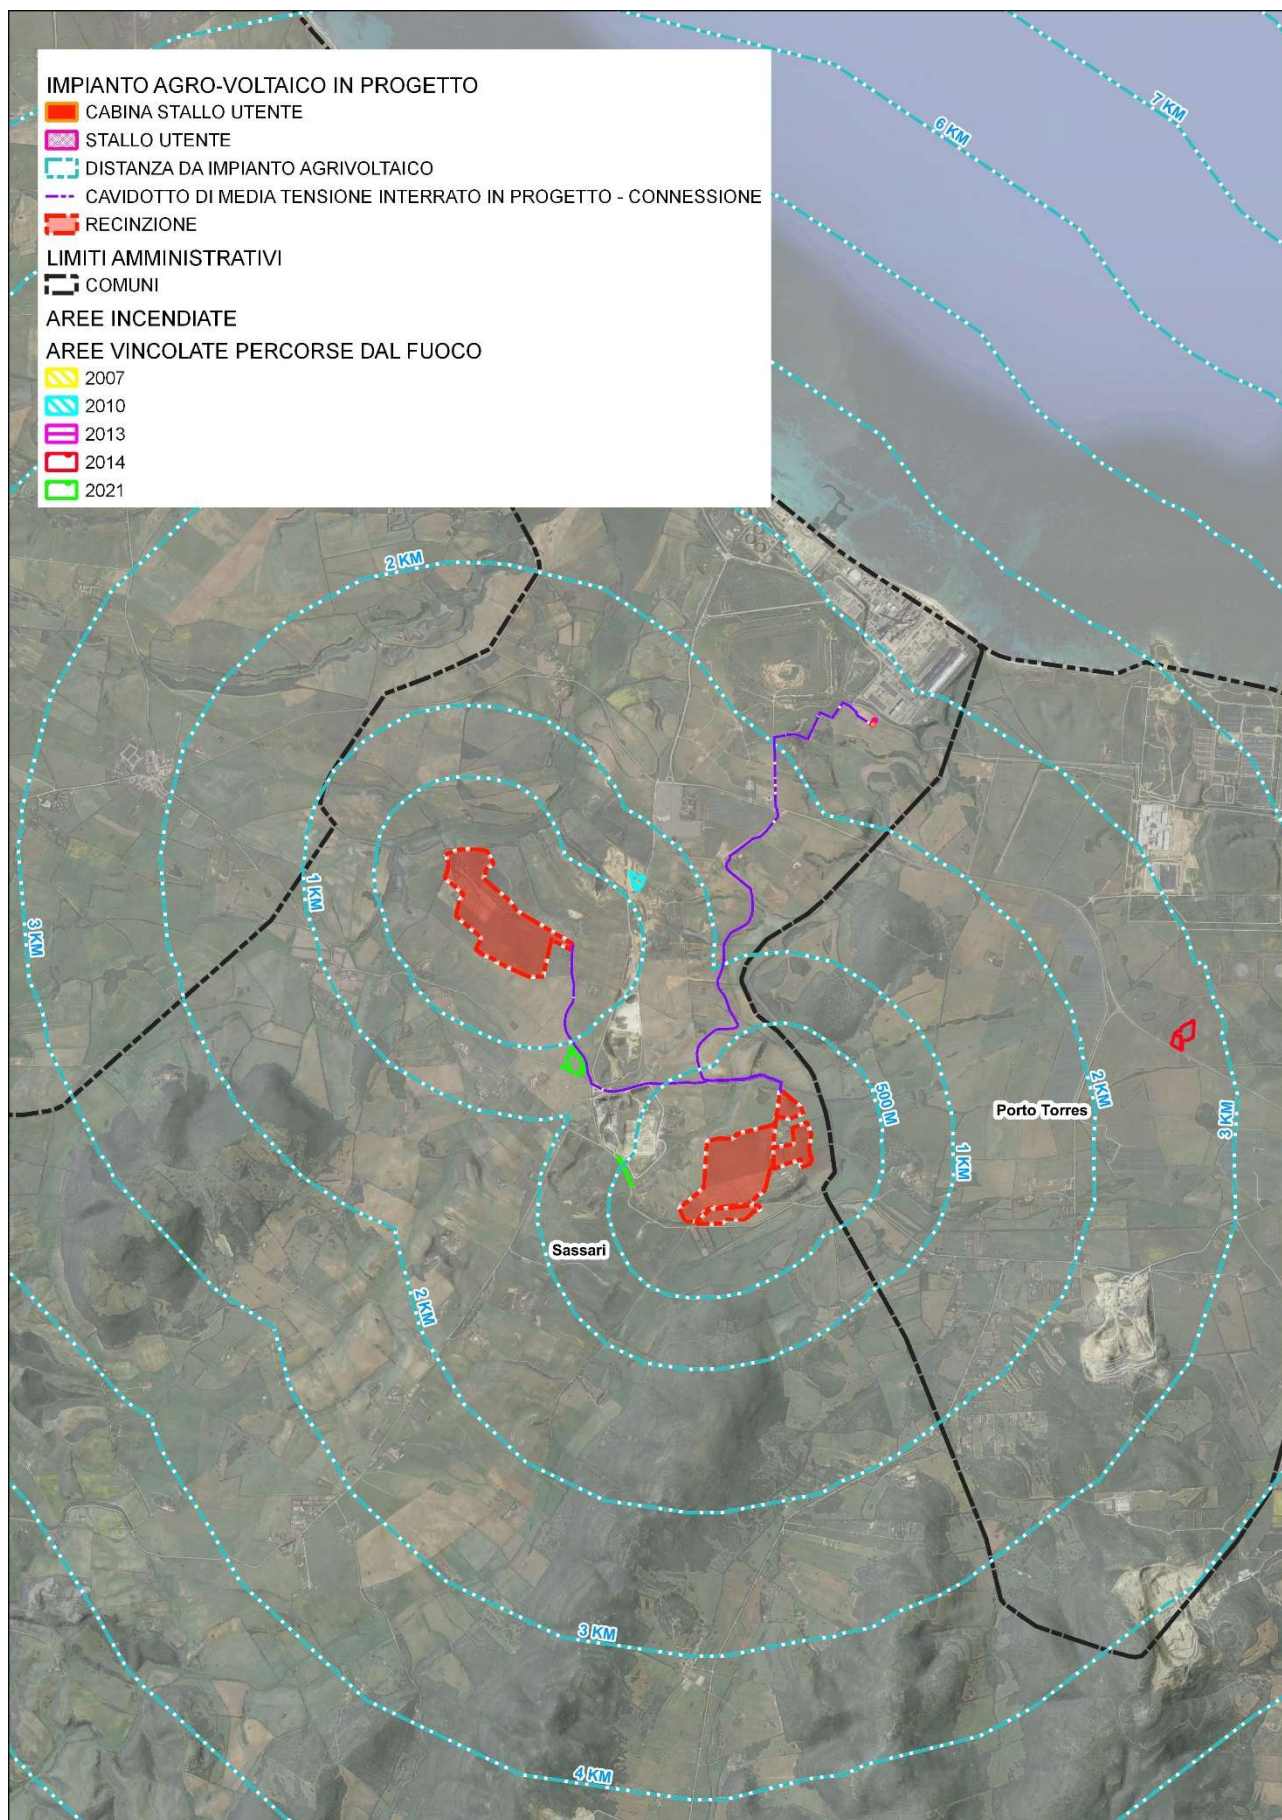 IMPIANTO AGRO-VOLTAICO IN PROGETTO
CABINA STALLO UTENTE
STALLO UTENTE
DISTANZA DA IMPIANTO AGRIVOLTAICO
CAVIDOTTO DI MEDIA TENSIONE INTERRATO IN PROGETTO - CONNESSIONE
RECINZIONE
LIMITI AMMINISTRATIVI
COMUNI
AREE INCENDIATE
AREE VINCOLATE PERCORSE DAL FUOCO
2007
2010
2013
2014
2021
7 KM
6 KM
2 KM
1 KM
3 KM
500 M
2 KM
Porto Torres
3 KM
1 KM
Sassari
2 KM
3 KM
4 KM